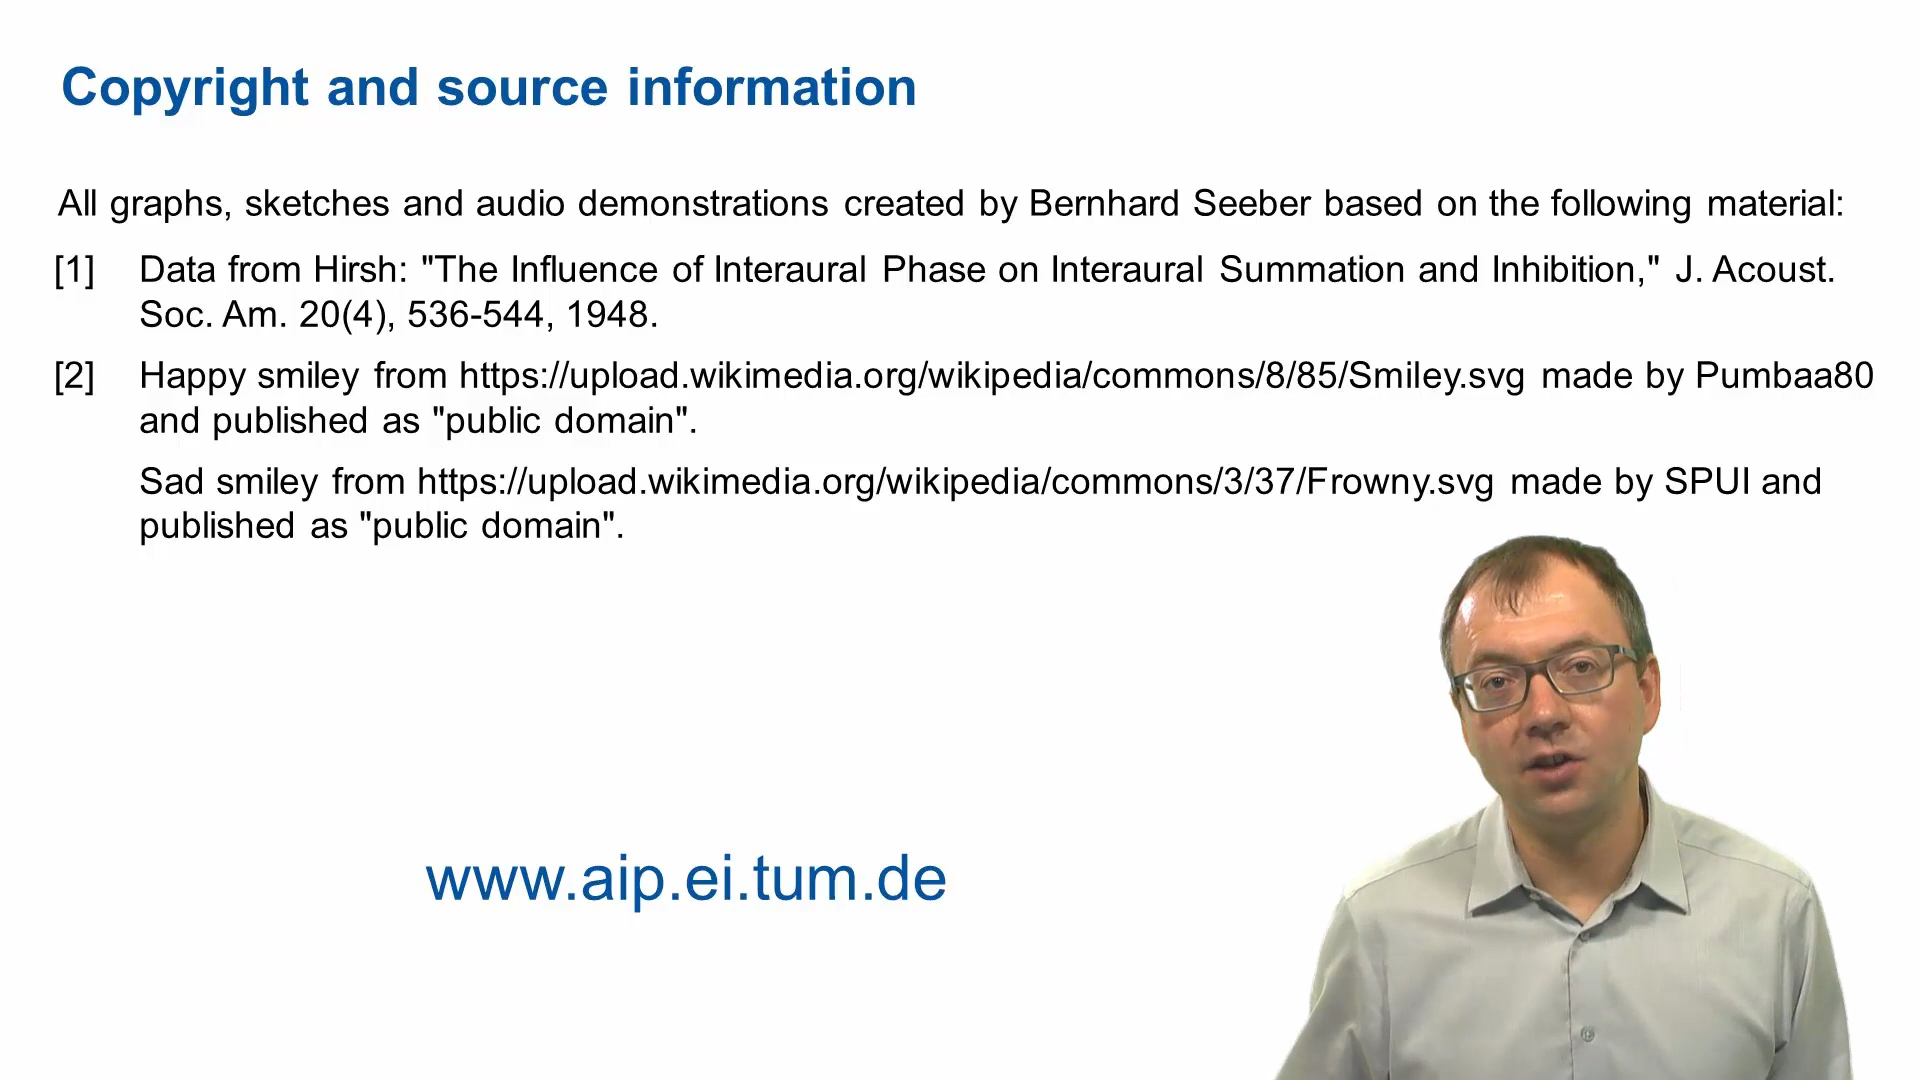 Copyright and source information
All graphs, sketches and audio demonstrations created by Bernhard Seeber based on the following material:
[1] Data from Hirsh: "The Influence of Interaural Phase on Interaural Summation and Inhibition," J. Acoust.
Soc. Am. 20(4), 536-544, 1948.
[2] Happy smiley from https://upload.wikimedia.org/wikipedia/commons/8/85/Smiley.svg made by Pumbaa80
and published as "public domain".
Sad smiley from https://upload.wikimedia.org/wikipedia/commons/3/37/Frowny.svg made by SPUI and
published as "public domain".
www.aip.ei.tum.de